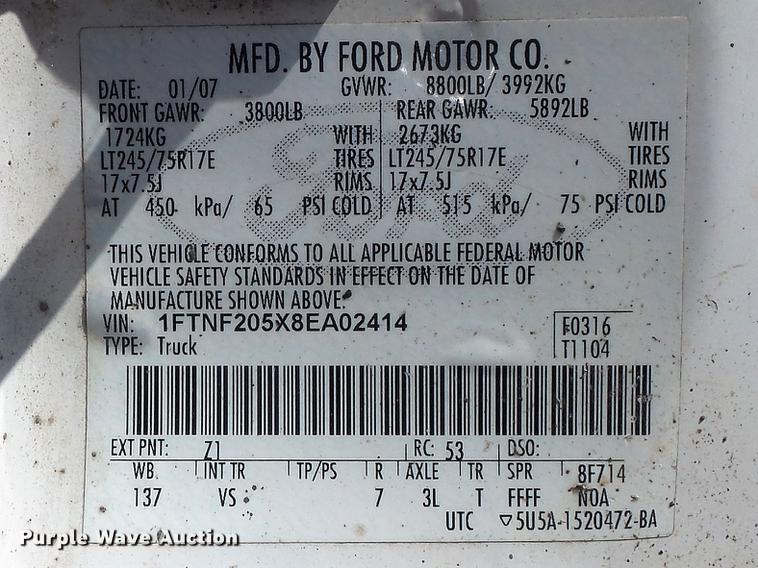 MFD. BY FORD MOTOR CO.
DATE: 01/07 GVWR: 8800LB/ 3992KG
FRONT GAWR: 3800LB REAR GAWR: 5892LB
1724KG WITH 2673KG WITH
LT245/75R17E TIRES LT245/75R17E TIRES
17x7.5J RIMS 17x7.5J RIMS
AT 450 kPa/ 65 PSI COLD AT 515 kPa/ 75 PSI COLD
Ford
THIS VEHICLE CONFORMS TO ALL APPLICABLE FEDERAL MOTOR
VEHICLE SAFETY STANDARDS IN EFFECT ON THE DATE OF
MANUFACTURE SHOWN ABOVE.
VIN: 1FTNF205X8EA02414 F0316
TYPE: Truck T1104
EXT PNT: Z1 RC: 53 DSO:
WB INT TR TP/PS R AXLE TR SPR 8F714
137 VS 7 3L T FFFF N0A
UTC ▽5U5A-1520472-BA
Purple Wave Auction